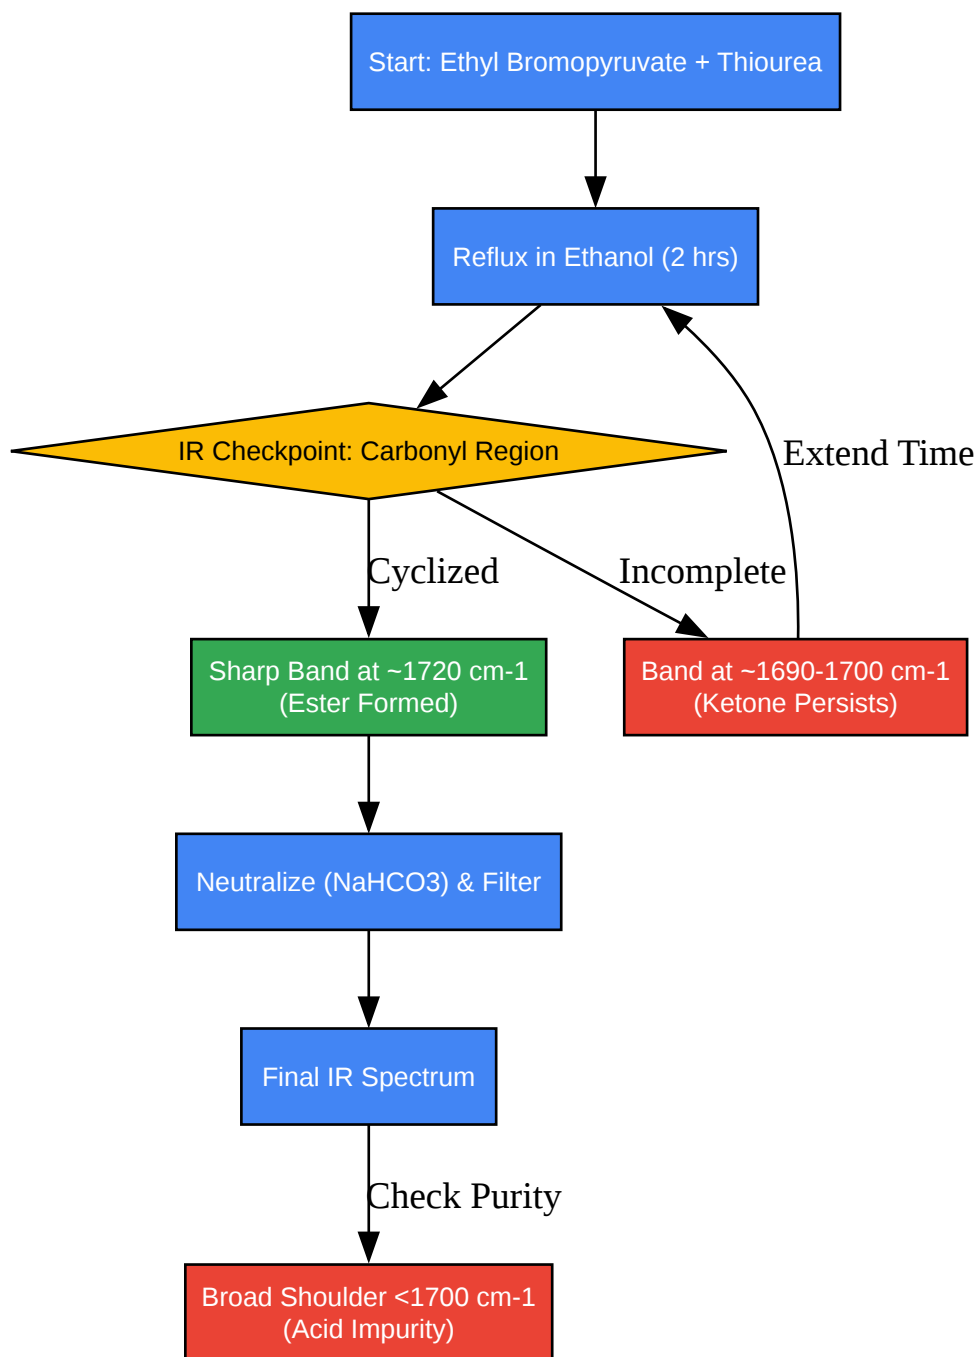 Start: Ethyl Bromopyruvate + Thiourea
Reflux in Ethanol (2 hrs)
IR Checkpoint: Carbonyl Region
Extend Time
Cyclized
Incomplete
Sharp Band at ~1720 cm-1
(Ester Formed)
Band at ~1690-1700 cm-1
(Ketone Persists)
Neutralize (NaHCO3) & Filter
Final IR Spectrum
Check Purity
Broad Shoulder <1700 cm-1
(Acid Impurity)